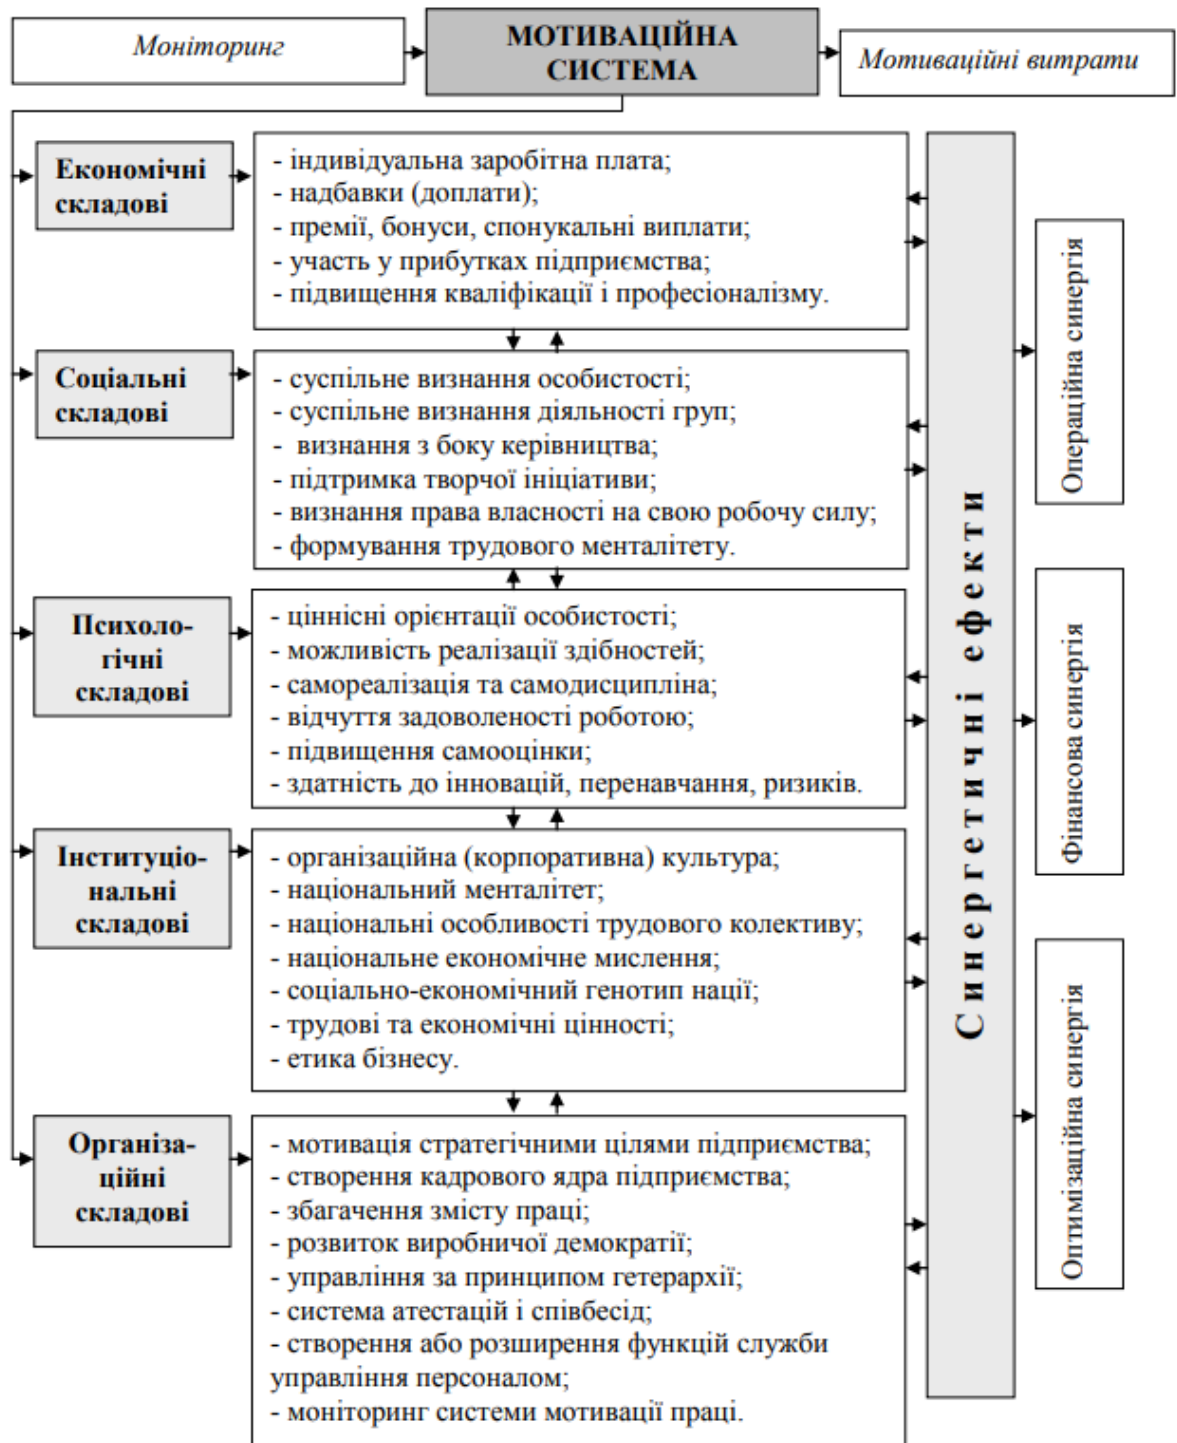 Моніторинг
МОТИВАЦІЙНА
СИСТЕМА
Мотиваційні витрати
Економічні
складові
- індивідуальна заробітна плата;
- надбавки (доплати);
- премії, бонуси, спонукальні виплати;
- участь у прибутках підприємства;
- підвищення кваліфікації і професіоналізму.
Соціальні
складові
- суспільне визнання особистості;
- суспільне визнання діяльності груп;
- визнання з боку керівництва;
- підтримка творчої ініціативи;
- визнання права власності на свою робочу силу;
- формування трудового менталітету.
Психоло-
гічні
складові
- ціннісні орієнтації особистості;
- можливість реалізації здібностей;
- самореалізація та самодисципліна;
- відчуття задоволеності роботою;
- підвищення самооцінки;
- здатність до інновацій, перенавчання, ризиків.
Інституціо-
нальні
складові
- організаційна (корпоративна) культура;
- національний менталітет;
- національні особливості трудового колективу;
- національне економічне мислення;
- соціально-економічний генотип нації;
- трудові та економічні цінності;
- етика бізнесу.
Організа-
ційні
складові
- мотивація стратегічними цілями підприємства;
- створення кадрового ядра підприємства;
- збагачення змісту праці;
- розвиток виробничої демократії;
- управління за принципом гетерархії;
- система атестацій і співбесід;
- створення або розширення функцій служби
управління персоналом;
- моніторинг системи мотивації праці.
Синергетичні ефекти
Операційна синергія
Фінансова синергія
Оптимізаційна синергія